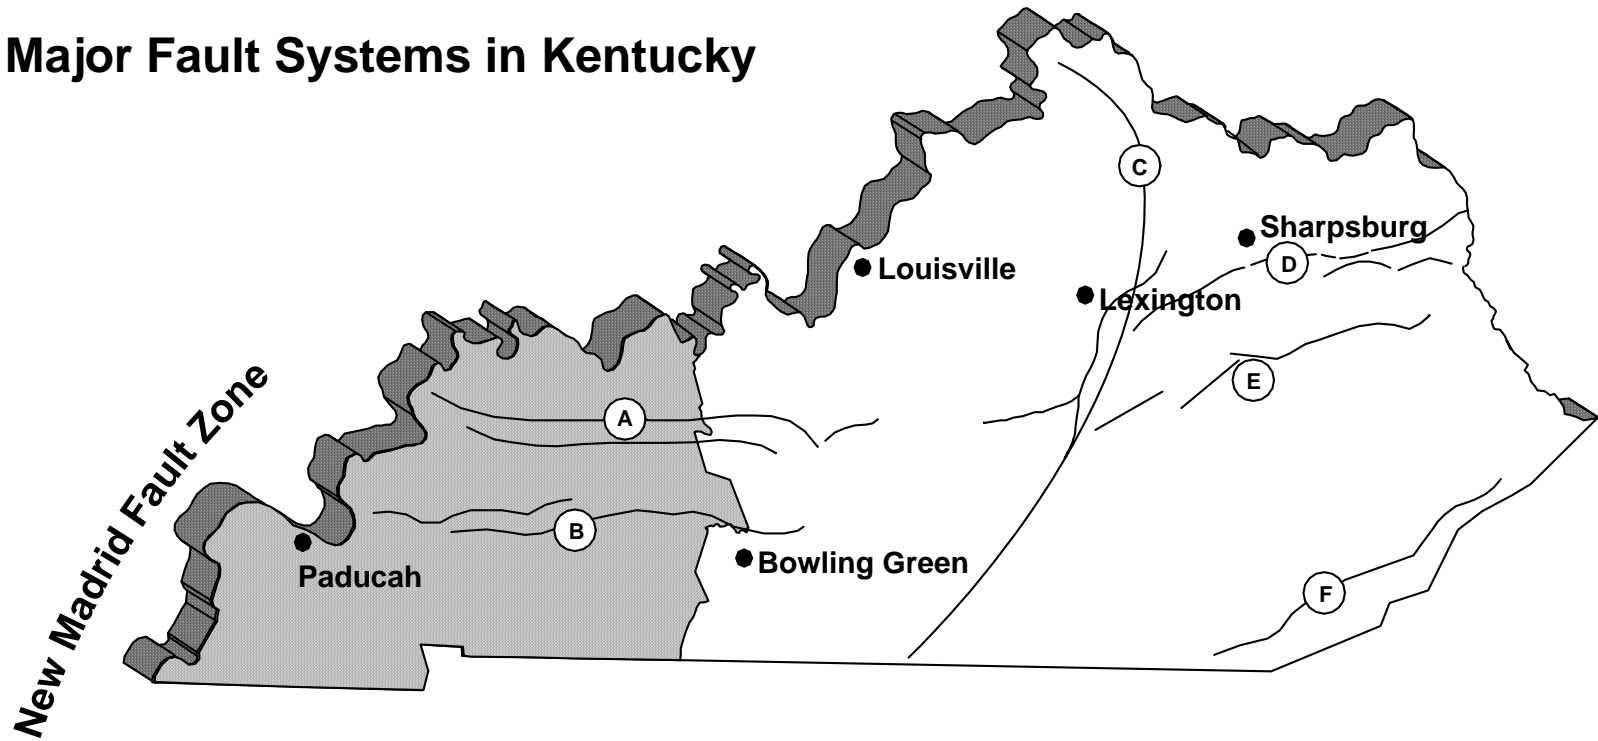 Major Fault Systems in Kentucky
C
Sharpsburg
D
Louisville
Lexington
E
A
New Madrid Fault Zone
B
Bowling Green
Paducah
F